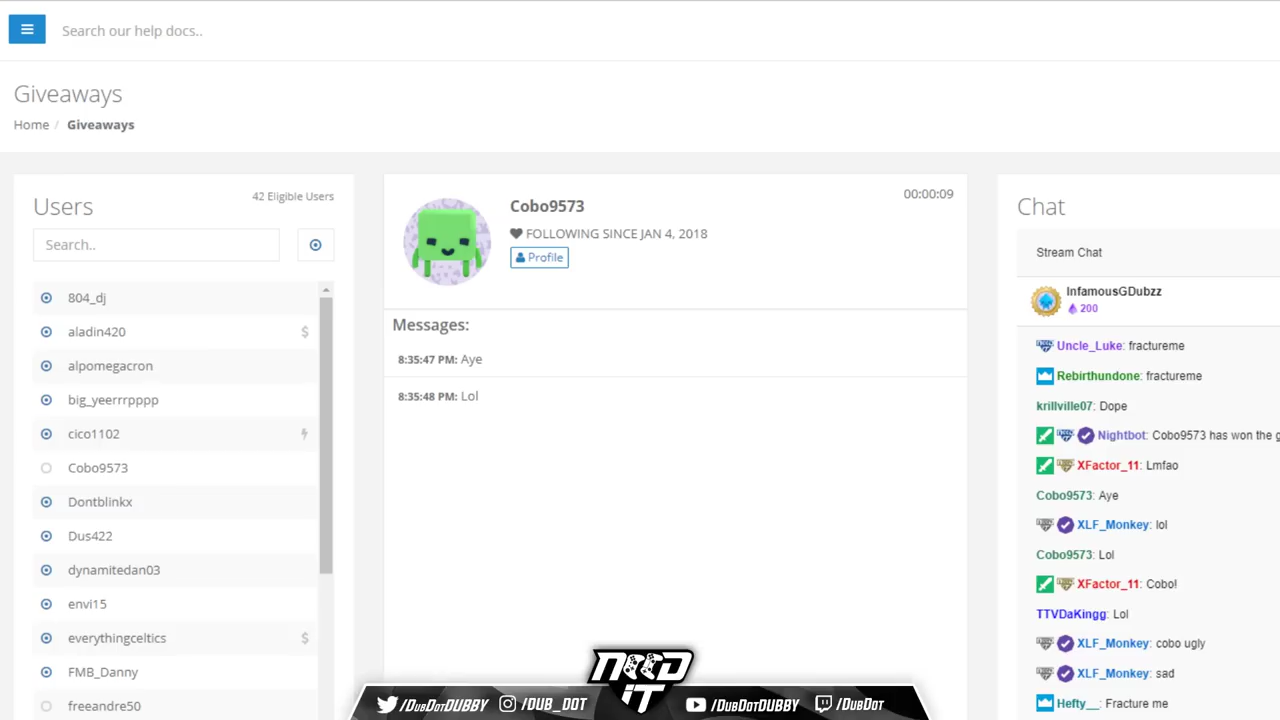 Search our help docs..
Giveaways
Home / Giveaways
Users
42 Eligible Users
Search..
804_dj
aladin420 $
alpomegacron
big_yeerrrpppp
cico1102
Cobo9573
Dontblinkx
Dus422
dynamitedan03
envi15
everythingceltics $
FMB_Danny
freeandre50
Cobo9573
00:00:09
FOLLOWING SINCE JAN 4, 2018
Profile
Messages:
8:35:47 PM: Aye
8:35:48 PM: Lol
Chat
Stream Chat
InfamousGDubzz
200
Uncle_Luke: fractureme
Rebirthundone: fractureme
krillville07: Dope
Nightbot: Cobo9573 has won the g
XFactor_11: Lmfao
Cobo9573: Aye
XLF_Monkey: lol
Cobo9573: Lol
XFactor_11: Cobo!
TTVDaKingg: Lol
XLF_Monkey: cobo ugly
XLF_Monkey: sad
Hefty__: Fracture me
NEED
IT
/DubDotDUBBY /DUB_DOT /DubDotDUBBY /DubDot